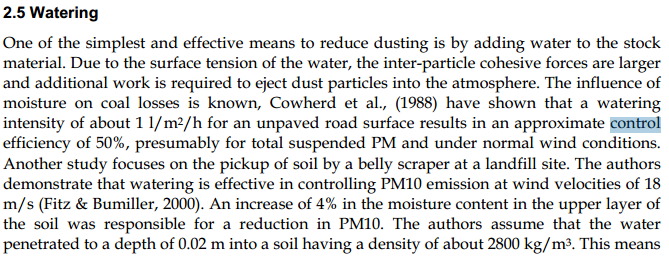 2.5 Watering
One of the simplest and effective means to reduce dusting is by adding water to the stock
material. Due to the surface tension of the water, the inter-particle cohesive forces are larger
and additional work is required to eject dust particles into the atmosphere. The influence of
moisture on coal losses is known, Cowherd et al., (1988) have shown that a watering
intensity of about 1 l/m²/h for an unpaved road surface results in an approximate control
efficiency of 50%, presumably for total suspended PM and under normal wind conditions.
Another study focuses on the pickup of soil by a belly scraper at a landfill site. The authors
demonstrate that watering is effective in controlling PM10 emission at wind velocities of 18
m/s (Fitz & Bumiller, 2000). An increase of 4% in the moisture content in the upper layer of
the soil was responsible for a reduction in PM10. The authors assume that the water
penetrated to a depth of 0.02 m into a soil having a density of about 2800 kg/m³. This means